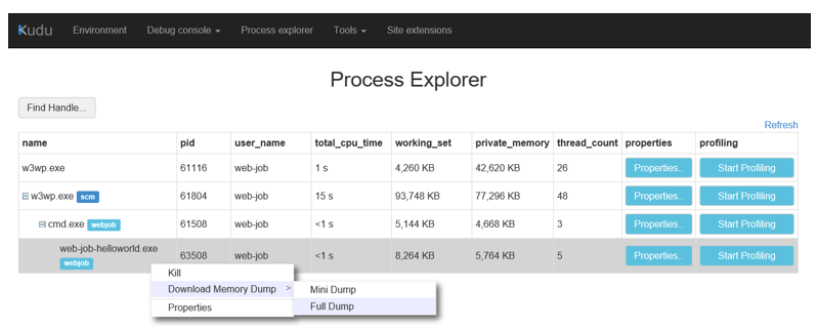 Kudu Environment Debug console Process explorer Tools Site extensions
Process Explorer
Find Handle...
Refresh
name pid user_name total_cpu_time working_set private_memory thread_count properties profiling
w3wp.exe 61116 web-job 1 s 4,260 KB 42,620 KB 26 Properties.. Start Profiling
w3wp.exe scm 61804 web-job 15 s 93,748 KB 77,296 KB 48 Properties.. Start Profiling
cmd.exe webjob 61508 web-job <1 s 5,144 KB 4,668 KB 3 Properties.. Start Profiling
web-job-helloworld.exe
webjob 63508 web-job <1 s 8,264 KB 5,764 KB 5 Properties.. Start Profiling
Kill
Download Memory Dump > Mini Dump
Properties Full Dump